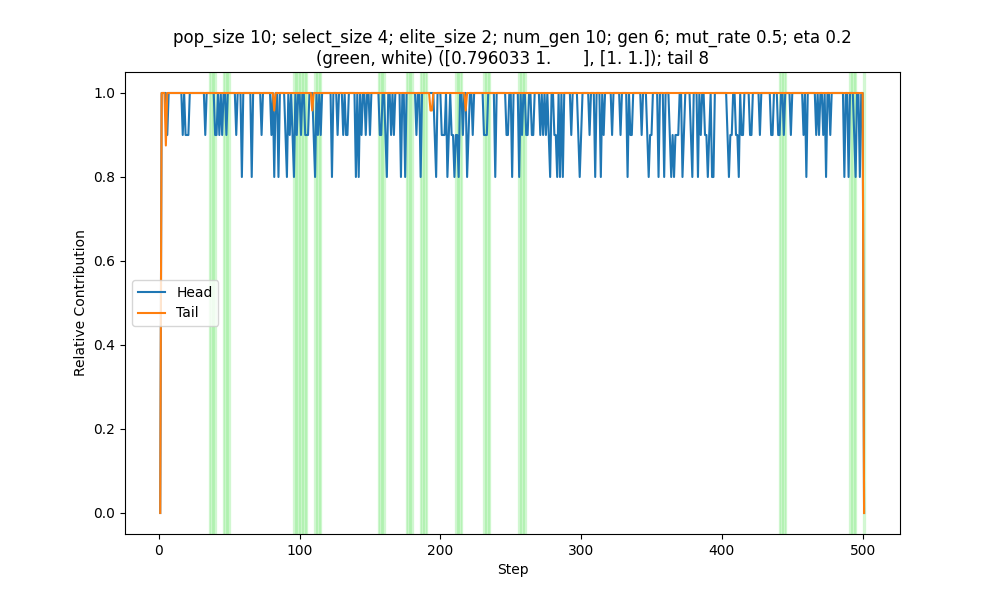 pop_size 10; select_size 4; elite_size 2; num_gen 10; gen 6; mut_rate 0.5; eta 0.2
(green, white) ([0.796033 1.      ], [1. 1.]); tail 8
1.0
0.8
0.6
0.4
0.2
0.0
Relative Contribution
Head
Tail
0
100
200
300
400
500
Step